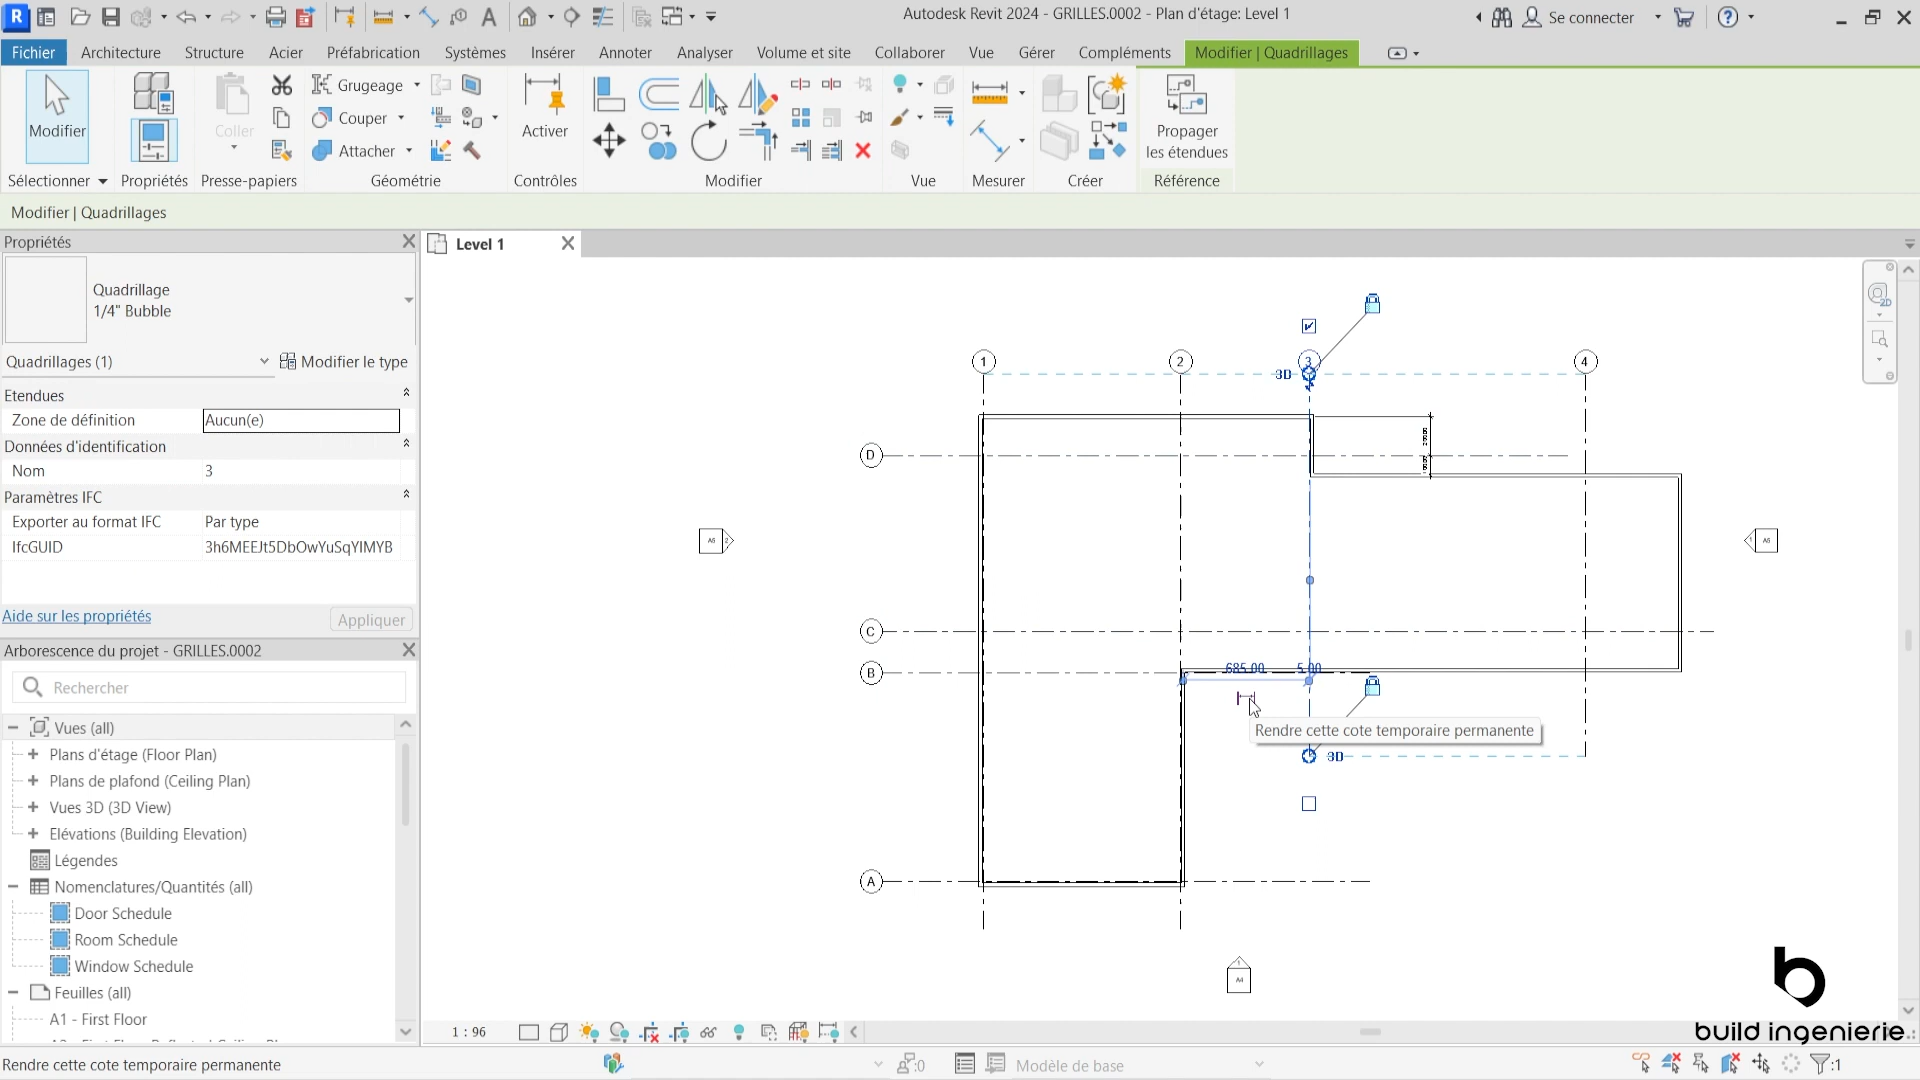 R
Autodesk Revit 2024 - GRILLES.0002 - Plan d'étage: Level 1
Se connecter
Fichier Architecture Structure Acier Préfabrication Systèmes Insérer Annoter Analyser Volume et site Collaborer Vue Gérer Compléments Modifier | Quadrillages
Modifier
Coller
Grugeage
Couper
Attacher
Activer
Propager
les étendues
Sélectionner Propriétés Presse-papiers Géométrie Contrôles Modifier Vue Mesurer Créer Référence
Modifier | Quadrillages
Propriétés
Level 1
Quadrillage
1/4" Bubble
Quadrillages (1) Modifier le type
Etendues
Zone de définition Aucun(e)
Données d'identification
Nom 3
Paramètres IFC
Exporter au format IFC Par type
IfcGUID 3h6MEEJt5DbOwYuSqYIMYB
Aide sur les propriétés Appliquer
Arborescence du projet - GRILLES.0002
Rechercher
Vues (all)
Plans d'étage (Floor Plan)
Plans de plafond (Ceiling Plan)
Vues 3D (3D View)
Elévations (Building Elevation)
Légendes
Nomenclatures/Quantités (all)
Door Schedule
Room Schedule
Window Schedule
Feuilles (all)
A1 - First Floor
2D
1 2 3 4
3D
D
C
B
A
685.00 5.00
Rendre cette cote temporaire permanente
3D
1 : 96
build ingenierie
Rendre cette cote temporaire permanente
:0
Modèle de base
:1